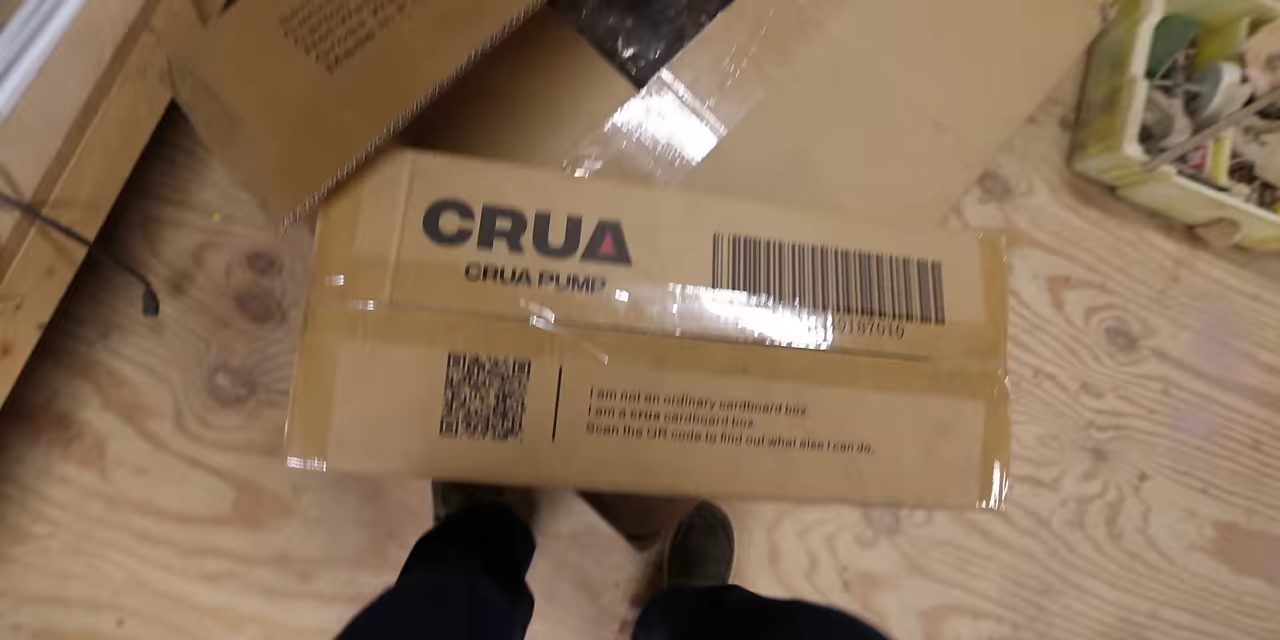 CRUA
CRUA PUMP
0187010
I am not an ordinary cardboard box.
I am a crua cardboard box
Scan the QR code to find out what else I can do.